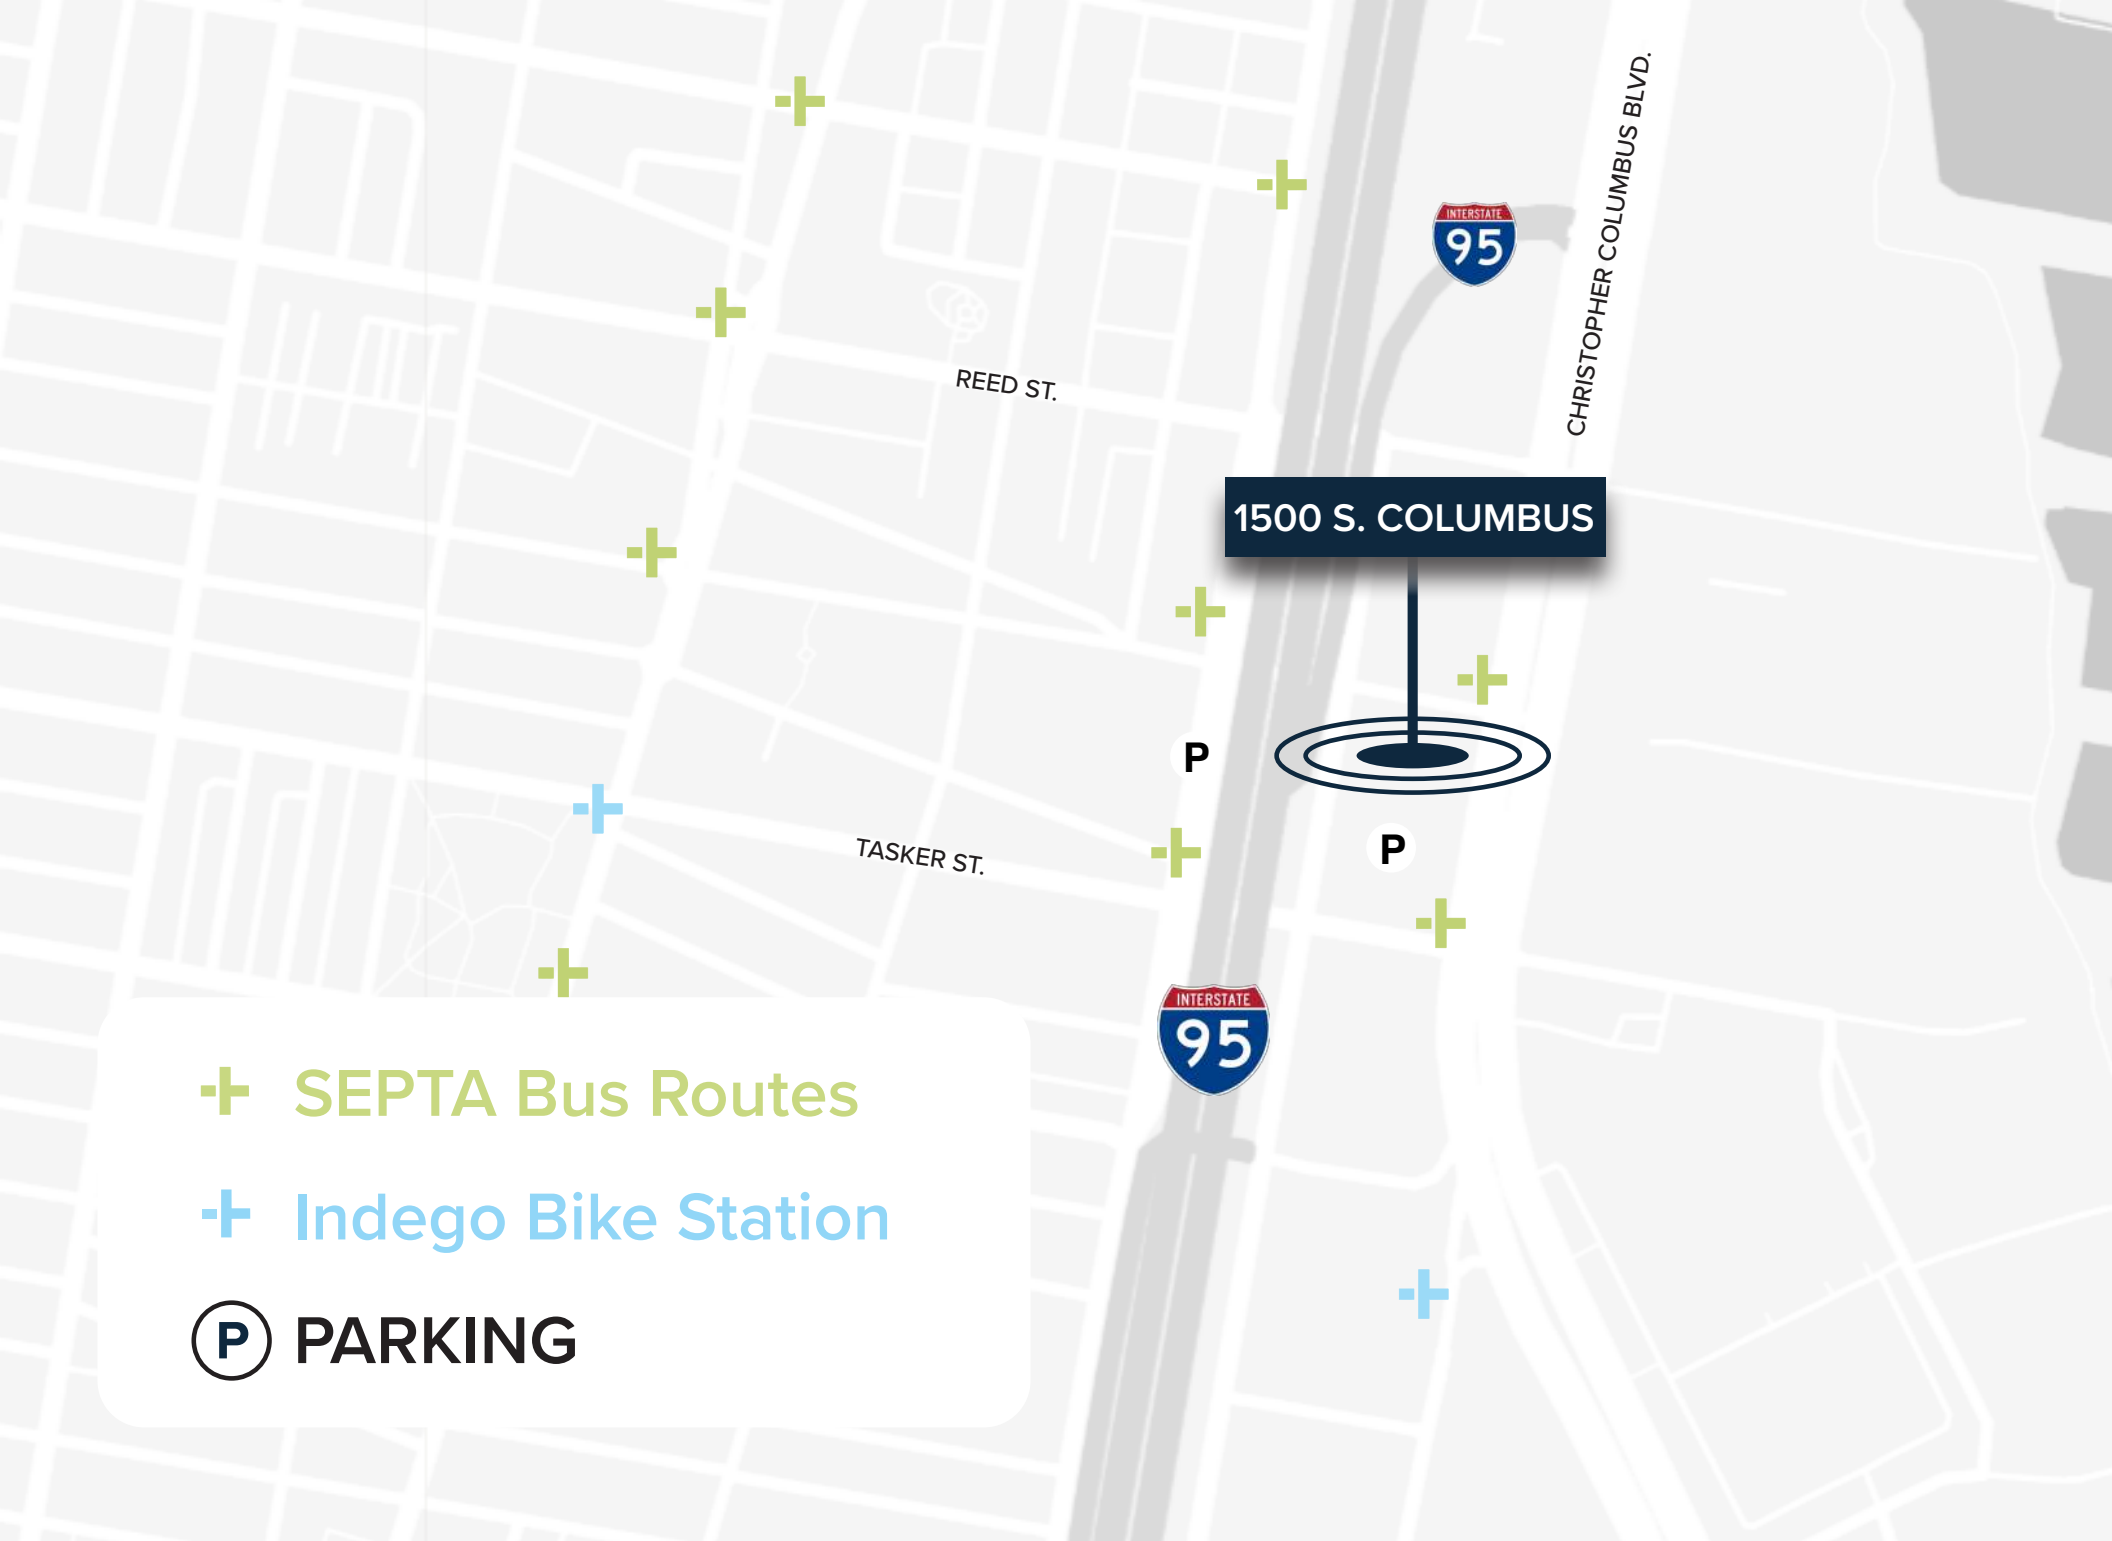 CHRISTOPHER COLUMBUS BLVD.
INTERSTATE
95
REED ST.
1500 S. COLUMBUS
P
TASKER ST.
P
INTERSTATE
95
SEPTA Bus Routes
Indego Bike Station
P PARKING